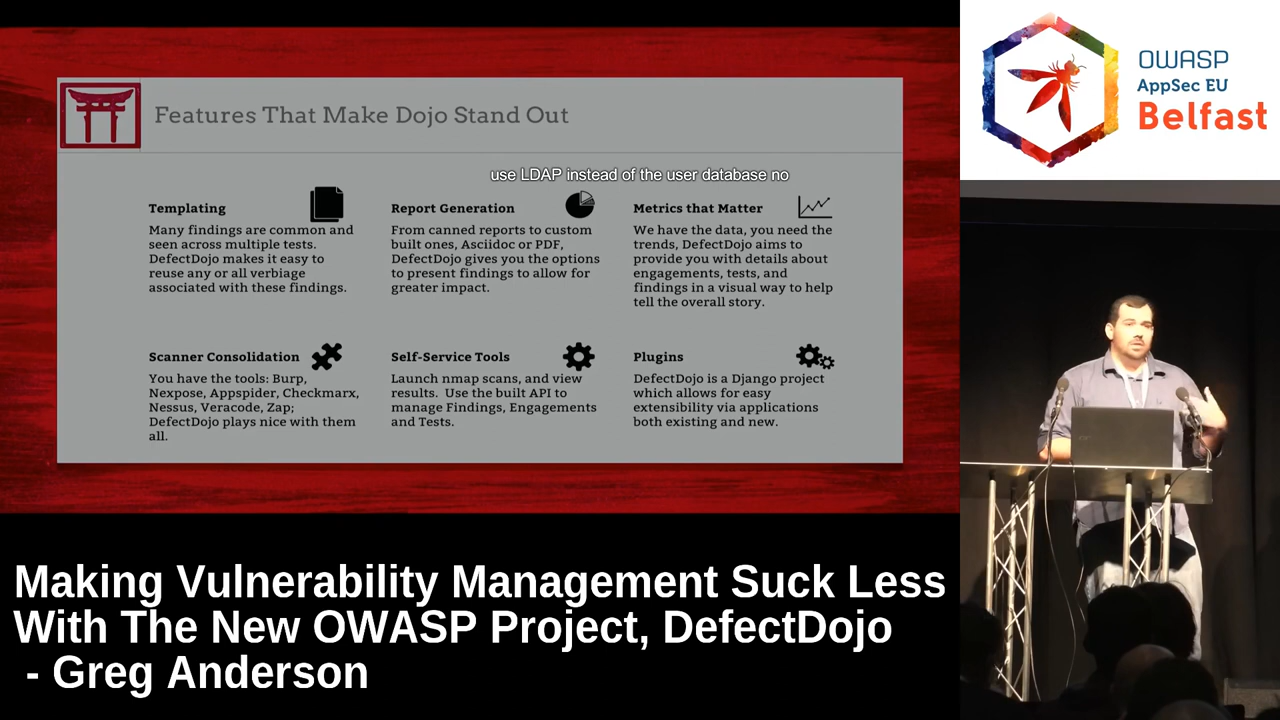 Features That Make Dojo Stand Out
use LDAP instead of the user database no
Templating
Many findings are common and
seen across multiple tests.
DefectDojo makes it easy to
reuse any or all verbiage
associated with these findings.
Report Generation
From canned reports to custom
built ones, Asciidoc or PDF,
DefectDojo gives you the options
to present findings to allow for
greater impact.
Metrics that Matter
We have the data, you need the
trends, DefectDojo aims to
provide you with details about
engagements, tests, and
findings in a visual way to help
tell the overall story.
Scanner Consolidation
You have the tools: Burp,
Nexpose, Appspider, Checkmarx,
Nessus, Veracode, Zap;
DefectDojo plays nice with them
all.
Self-Service Tools
Launch nmap scans, and view
results.  Use the built API to
manage Findings, Engagements
and Tests.
Plugins
DefectDojo is a Django project
which allows for easy
extensibility via applications
both existing and new.
OWASP
AppSec EU
Belfast
Making Vulnerability Management Suck Less
With The New OWASP Project, DefectDojo
- Greg Anderson